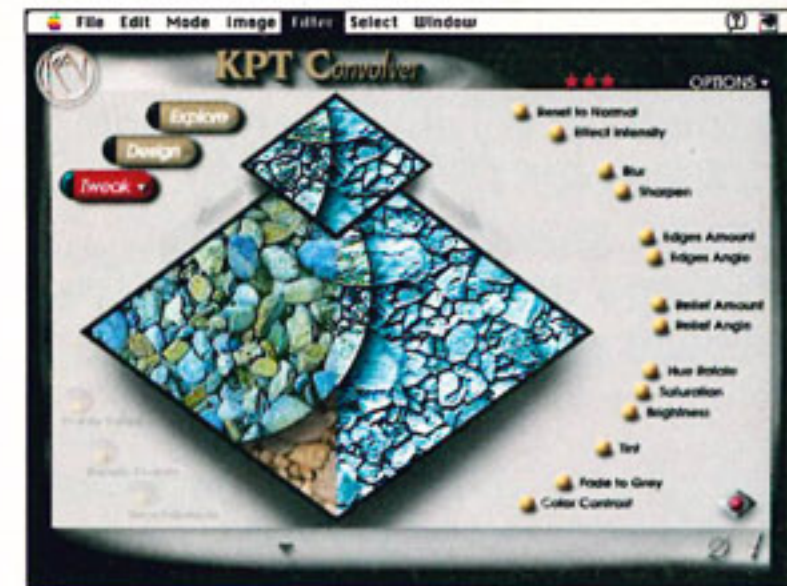 File Edit Mode Image Filter Select Window
KPT Convolver
OPTIONS
Explore
Design
Tweak
Reset to Normal
Effect Intensity
Blur
Sharpen
Edges Amount
Edges Angle
Relief Amount
Relief Angle
Hue Rotate
Saturation
Brightness
Tint
Fade to Grey
Color Contrast